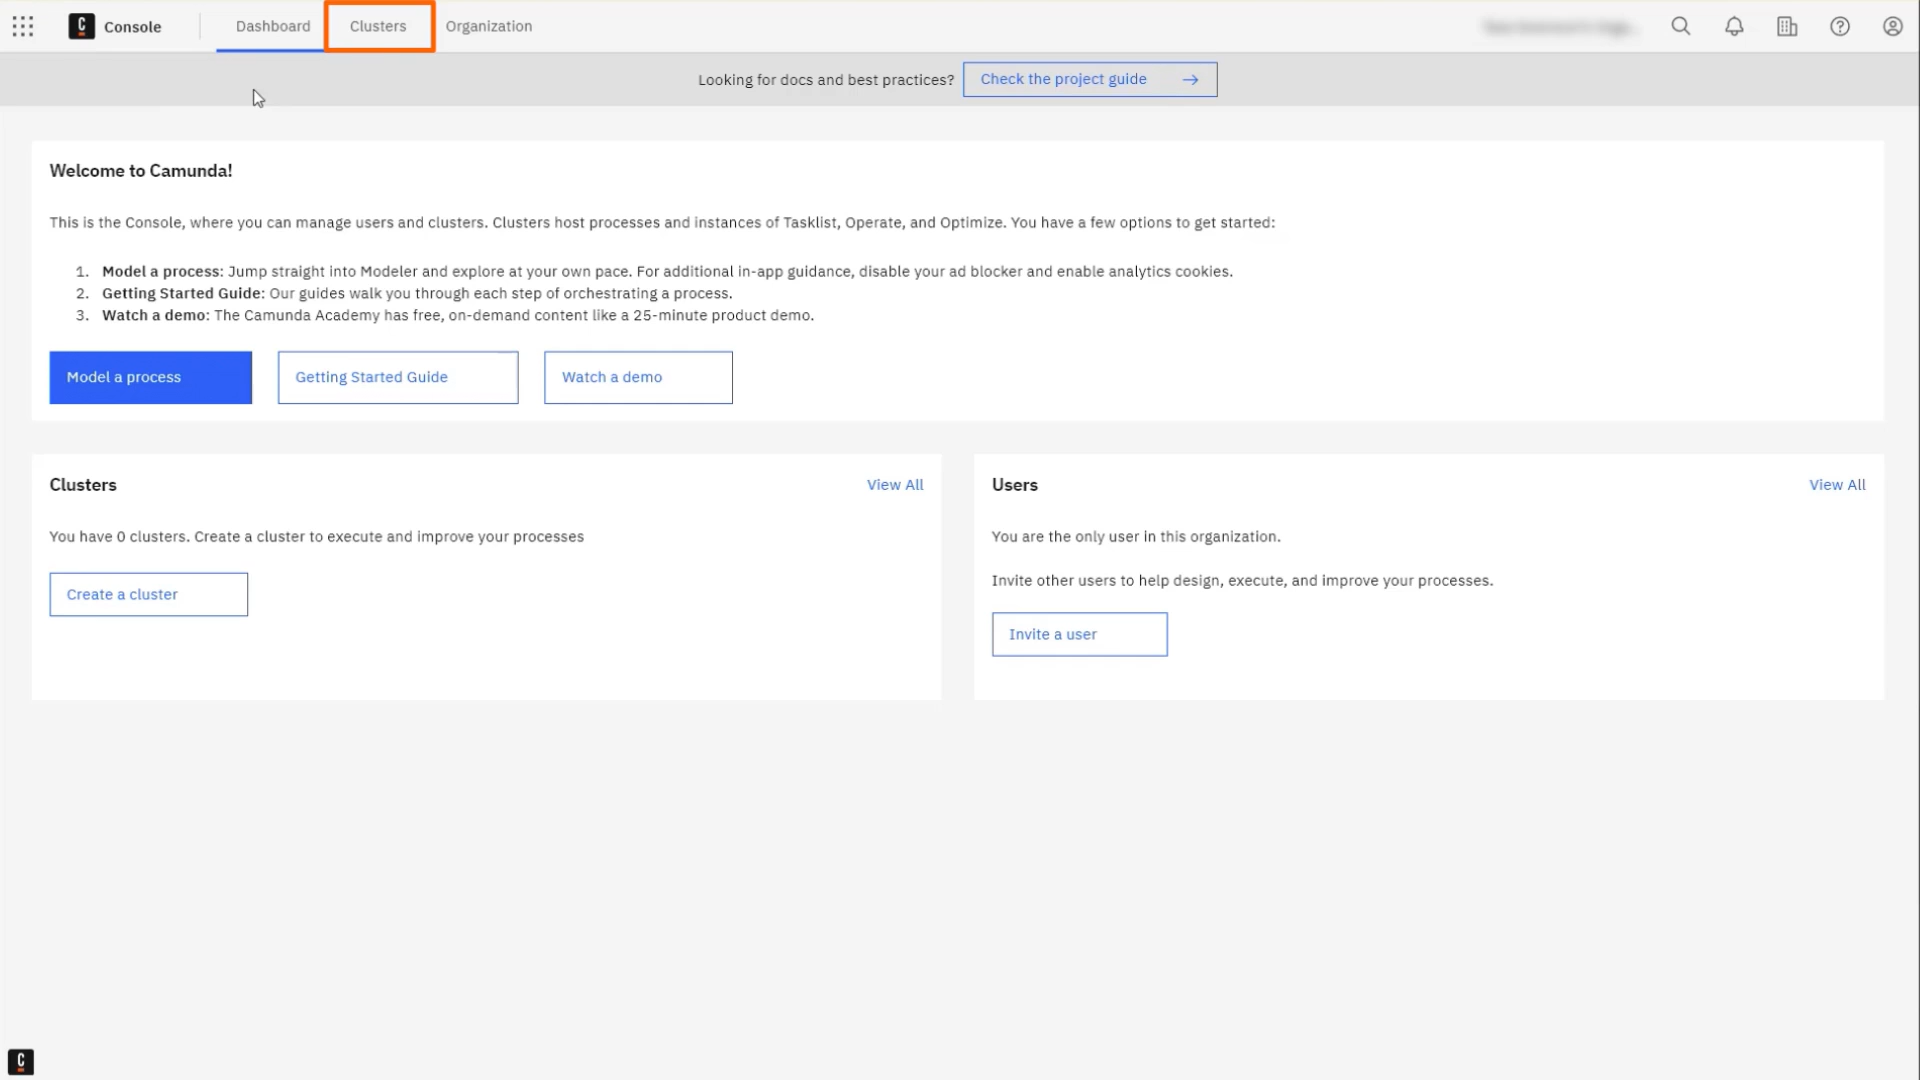 Console
Dashboard
Clusters
Organization
Looking for docs and best practices?
Check the project guide
Welcome to Camunda!
This is the Console, where you can manage users and clusters. Clusters host processes and instances of Tasklist, Operate, and Optimize. You have a few options to get started:
1. Model a process: Jump straight into Modeler and explore at your own pace. For additional in-app guidance, disable your ad blocker and enable analytics cookies.
2. Getting Started Guide: Our guides walk you through each step of orchestrating a process.
3. Watch a demo: The Camunda Academy has free, on-demand content like a 25-minute product demo.
Model a process
Getting Started Guide
Watch a demo
Clusters
View All
You have 0 clusters. Create a cluster to execute and improve your processes
Create a cluster
Users
View All
You are the only user in this organization.
Invite other users to help design, execute, and improve your processes.
Invite a user